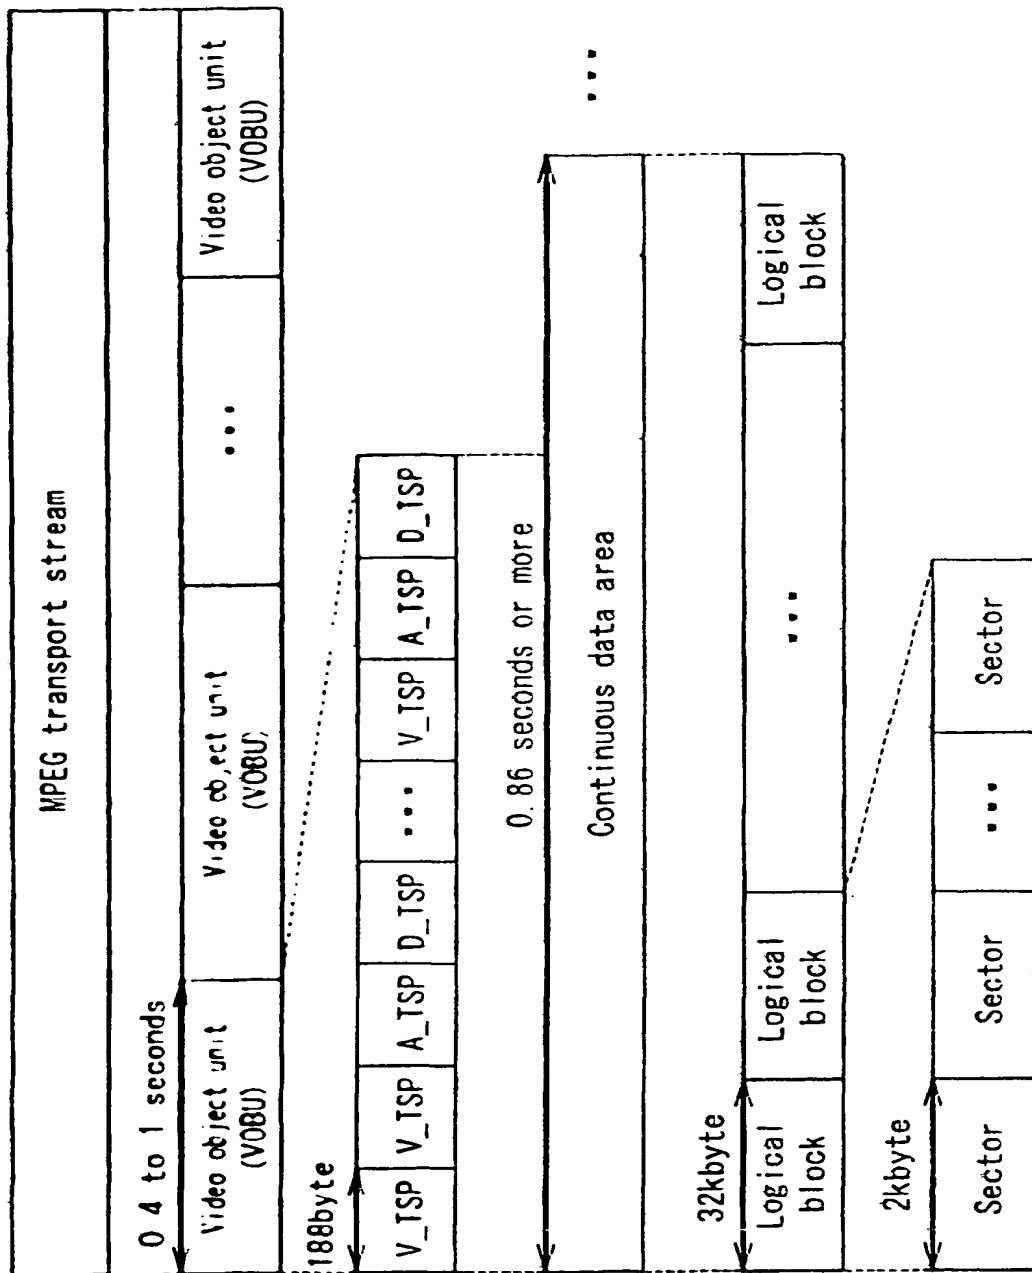 MPEG transport stream
0 4 to 1 seconds
Video object unit
(VOBU)
Video object unit
(VOBU)
...
Video object unit
(VOBU)
188byte
V_TSP
V_TSP
A_TSP
D_TSP
...
V_TSP
A_TSP
D_TSP
0.86 seconds or more
Continuous data area
...
32kbyte
Logical
block
Logical
block
...
Logical
block
2kbyte
Sector
Sector
...
Sector